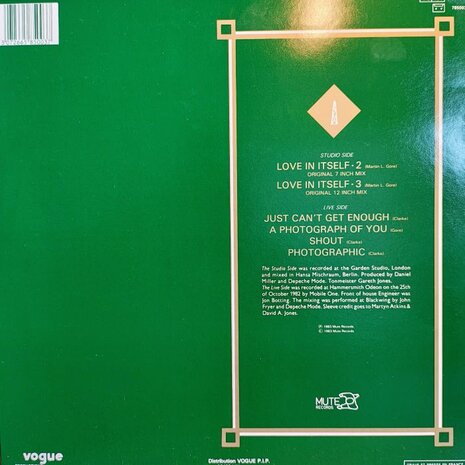 STUDIO SIDE
LOVE IN ITSELF · 2 (Martin L. Gore)
ORIGINAL 7 INCH MIX
LOVE IN ITSELF · 3 (Martin L. Gore)
ORIGINAL 12 INCH MIX
LIVE SIDE
JUST CAN'T GET ENOUGH (Clarke)
A PHOTOGRAPH OF YOU (Gore)
SHOUT (Clarke)
PHOTOGRAPHIC (Clarke)
The Studio Side was recorded at the Garden Studio, London
and mixed in Hansa Mischraum, Berlin. Produced by Daniel
Miller and Depeche Mode. Tonmeister Gareth Jones.
The Live Side was recorded at Hammersmith Odeon on the 25th
of October 1982 by Mobile One. Front of house Engineer was
Jon Botting. The mixing was performed at Blackwing by John
Fryer and Depeche Mode. Sleeve credit goes to Martyn Atkins &
David A. Jones.
℗ 1983 Mute Records
© 1983 Mute Records
MUTE
RECORDS
vogue
Distribution VOGUE P.I.P.